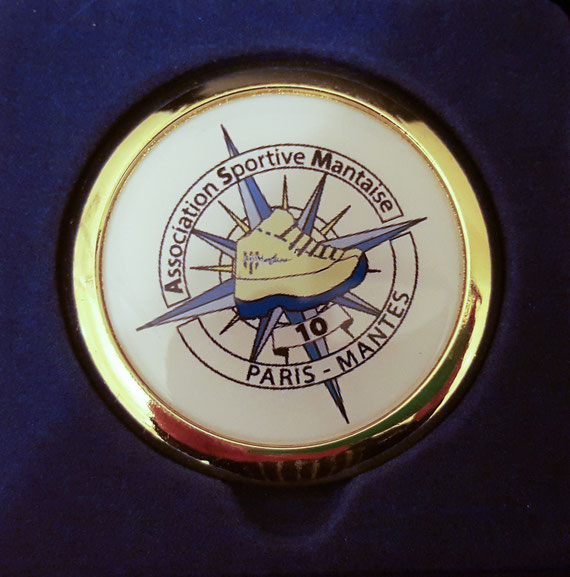 Association Sportive Mantaise
10
PARIS - MANTES